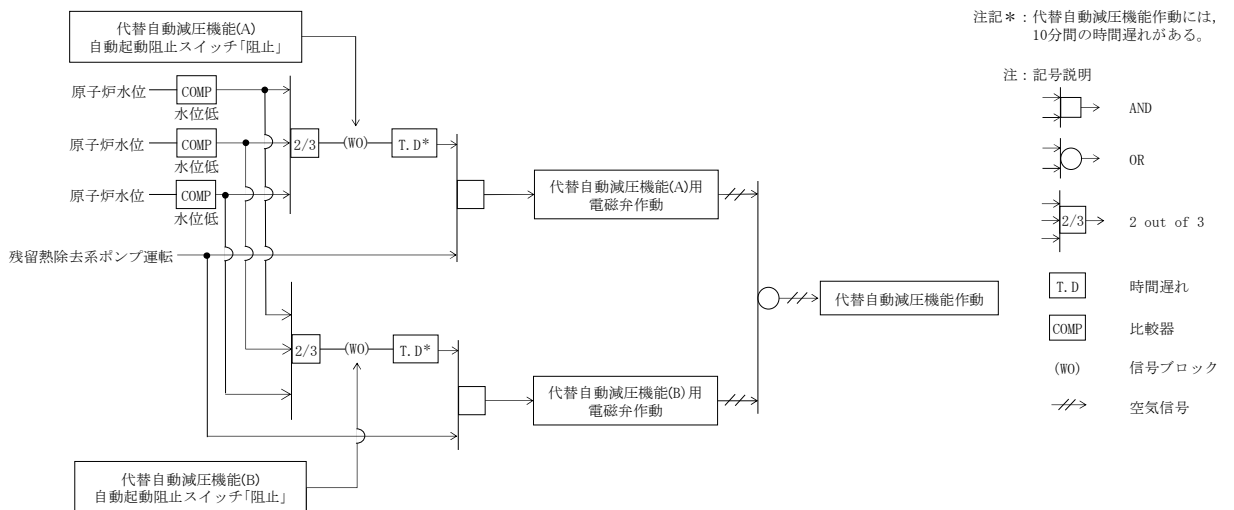 代替自動減圧機能(A)
自動起動阻止スイッチ「阻止」
原子炉水位
COMP
水位低
原子炉水位
COMP
水位低
原子炉水位
COMP
水位低
2/3
(WO)
T.D*
残留熱除去系ポンプ運転
代替自動減圧機能(A)用
電磁弁作動
2/3
(WO)
T.D*
代替自動減圧機能(B)用
電磁弁作動
代替自動減圧機能作動
代替自動減圧機能(B)
自動起動阻止スイッチ「阻止」
注記*:代替自動減圧機能作動には,
10分間の時間遅れがある。
注:記号説明
AND
OR
2/3
2 out of 3
T.D
時間遅れ
COMP
比較器
(WO)
信号ブロック
空気信号